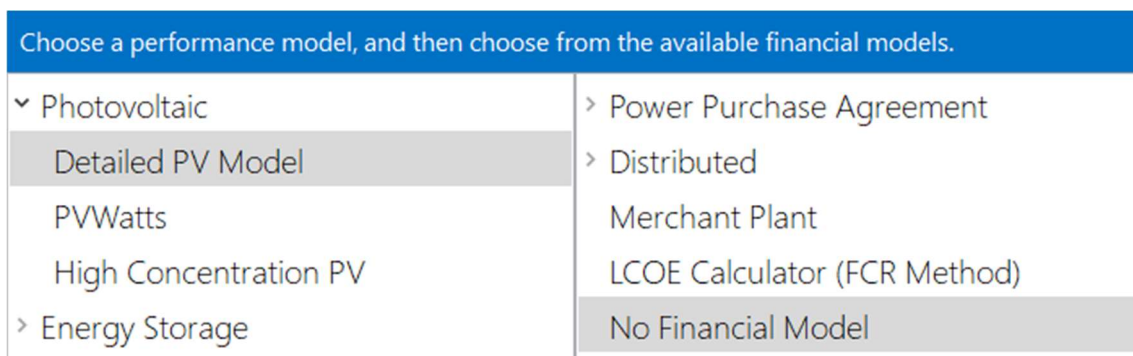 Choose a performance model, and then choose from the available financial models.
Photovoltaic
Detailed PV Model
PVWatts
High Concentration PV
Energy Storage
Power Purchase Agreement
Distributed
Merchant Plant
LCOE Calculator (FCR Method)
No Financial Model